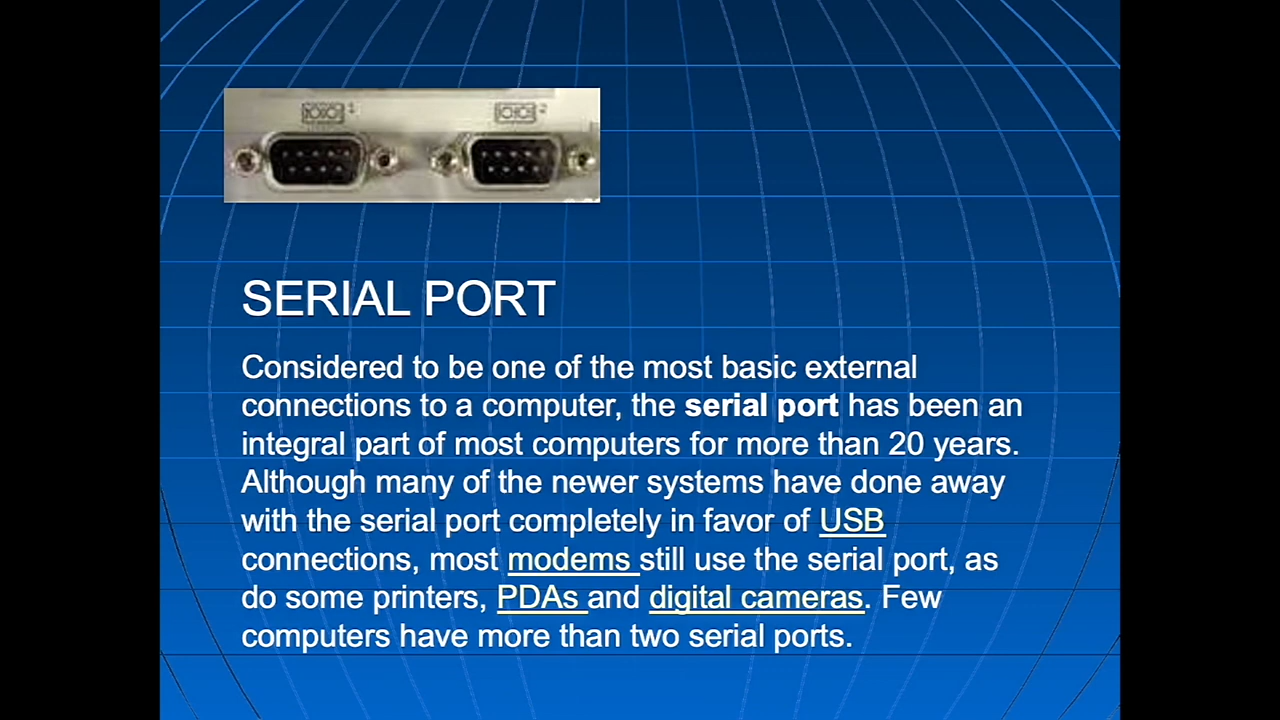 SERIAL PORT
Considered to be one of the most basic external
connections to a computer, the serial port has been an
integral part of most computers for more than 20 years.
Although many of the newer systems have done away
with the serial port completely in favor of USB
connections, most modems still use the serial port, as
do some printers, PDAs and digital cameras. Few
computers have more than two serial ports.